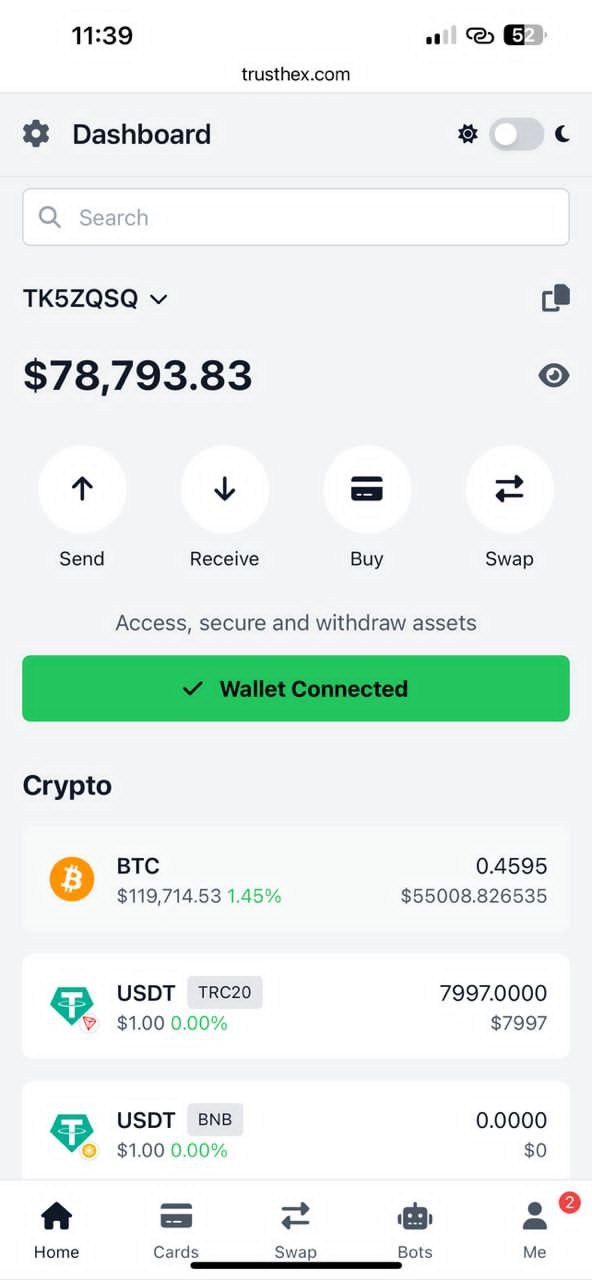 11:39
52
trusthex.com
Dashboard
Search
TK5ZQSQ
$78,793.83
Send Receive Buy Swap
Access, secure and withdraw assets
Wallet Connected
Crypto
BTC 0.4595
$119,714.53 1.45% $55008.826535
USDT TRC20 7997.0000
$1.00 0.00% $7997
USDT BNB 0.0000
$1.00 0.00% $0
2
Home Cards Swap Bots Me